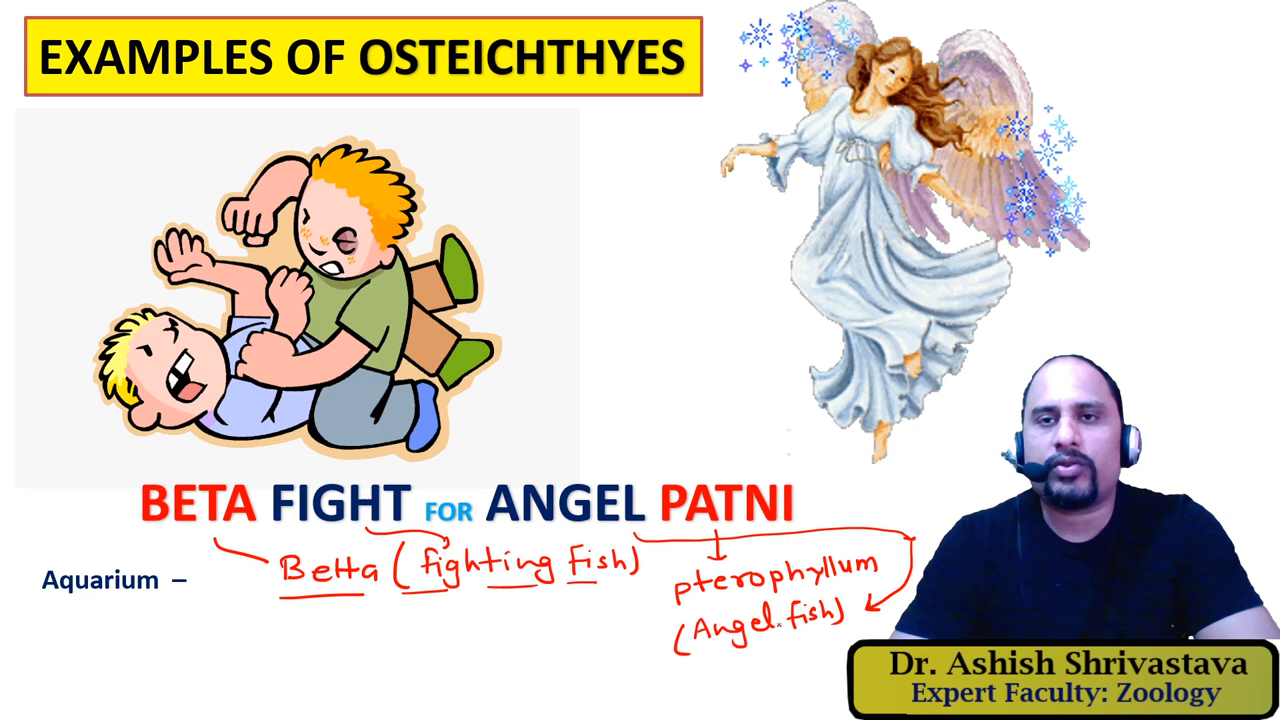 EXAMPLES OF OSTEICHTHYES
BETA FIGHT FOR ANGEL PATNI
Betta (fighting fish)
pterophyllum
(Angel fish)
Aquarium –
Dr. Ashish Shrivastava
Expert Faculty: Zoology